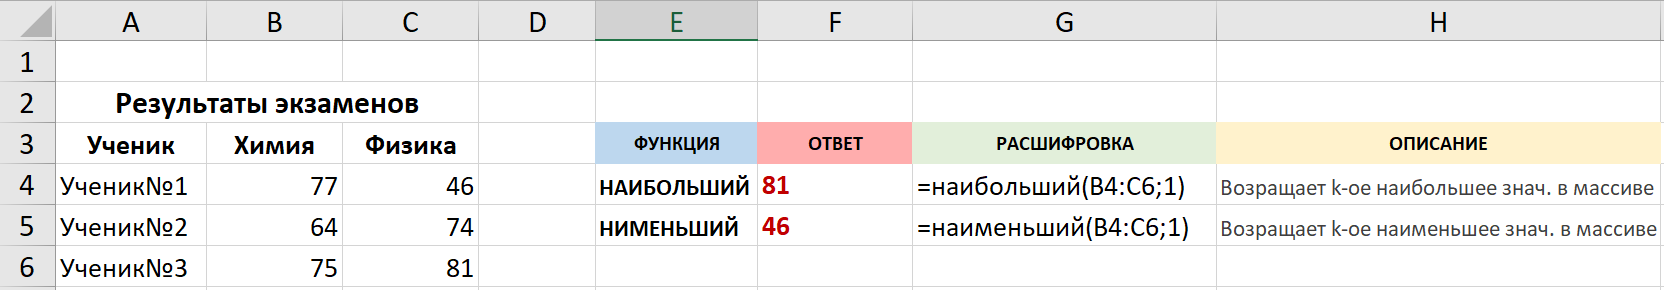 A B C D E F G H
1
2 Результаты экзаменов
3 Ученик Химия Физика ФУНКЦИЯ ОТВЕТ РАСШИФРОВКА ОПИСАНИЕ
4 Ученик№1 77 46 НАИБОЛЬШИЙ 81 =наибольший(B4:C6;1) Возращает k-ое наибольшее знач. в массиве
5 Ученик№2 64 74 НИМЕНЬШИЙ 46 =наименьший(B4:C6;1) Возращает k-ое наименьшее знач. в массиве
6 Ученик№3 75 81